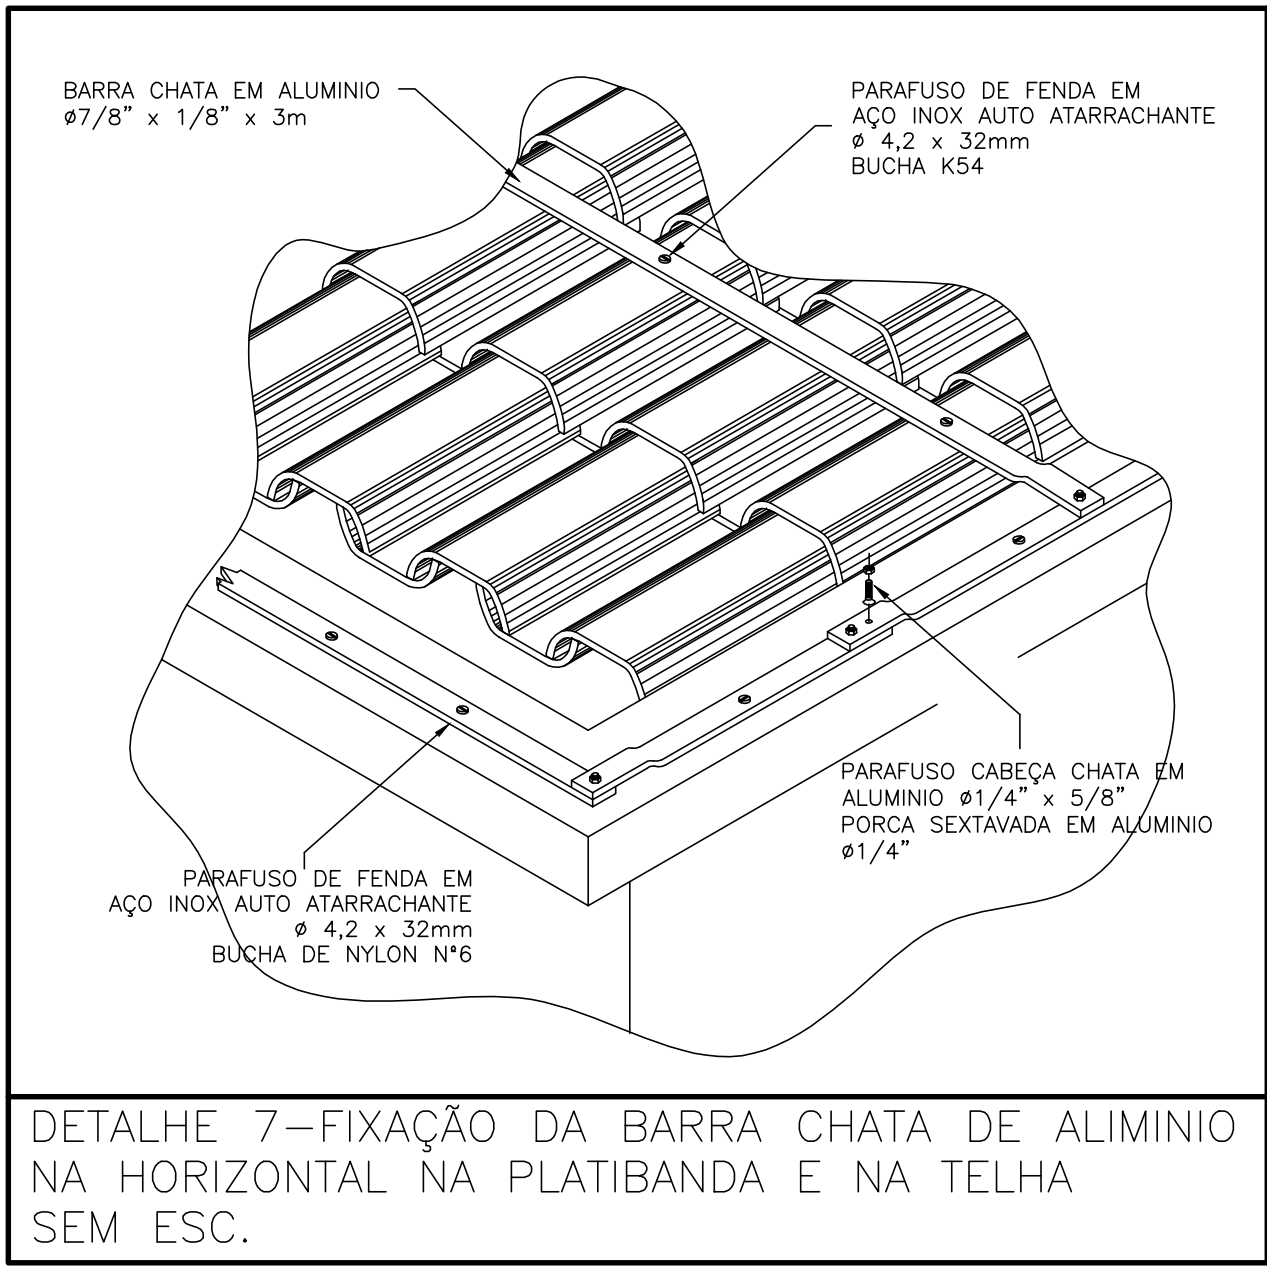 BARRA CHATA EM ALUMINIO
ø7/8" x 1/8" x 3m
PARAFUSO DE FENDA EM
AÇO INOX AUTO ATARRACHANTE
ø 4,2 x 32mm
BUCHA K54
PARAFUSO CABEÇA CHATA EM
ALUMINIO ø1/4" x 5/8"
PORCA SEXTAVADA EM ALUMINIO
ø1/4"
PARAFUSO DE FENDA EM
AÇO INOX AUTO ATARRACHANTE
ø 4,2 x 32mm
BUCHA DE NYLON Nº6
DETALHE 7-FIXAÇÃO DA BARRA CHATA DE ALIMINIO
NA HORIZONTAL NA PLATIBANDA E NA TELHA
SEM ESC.